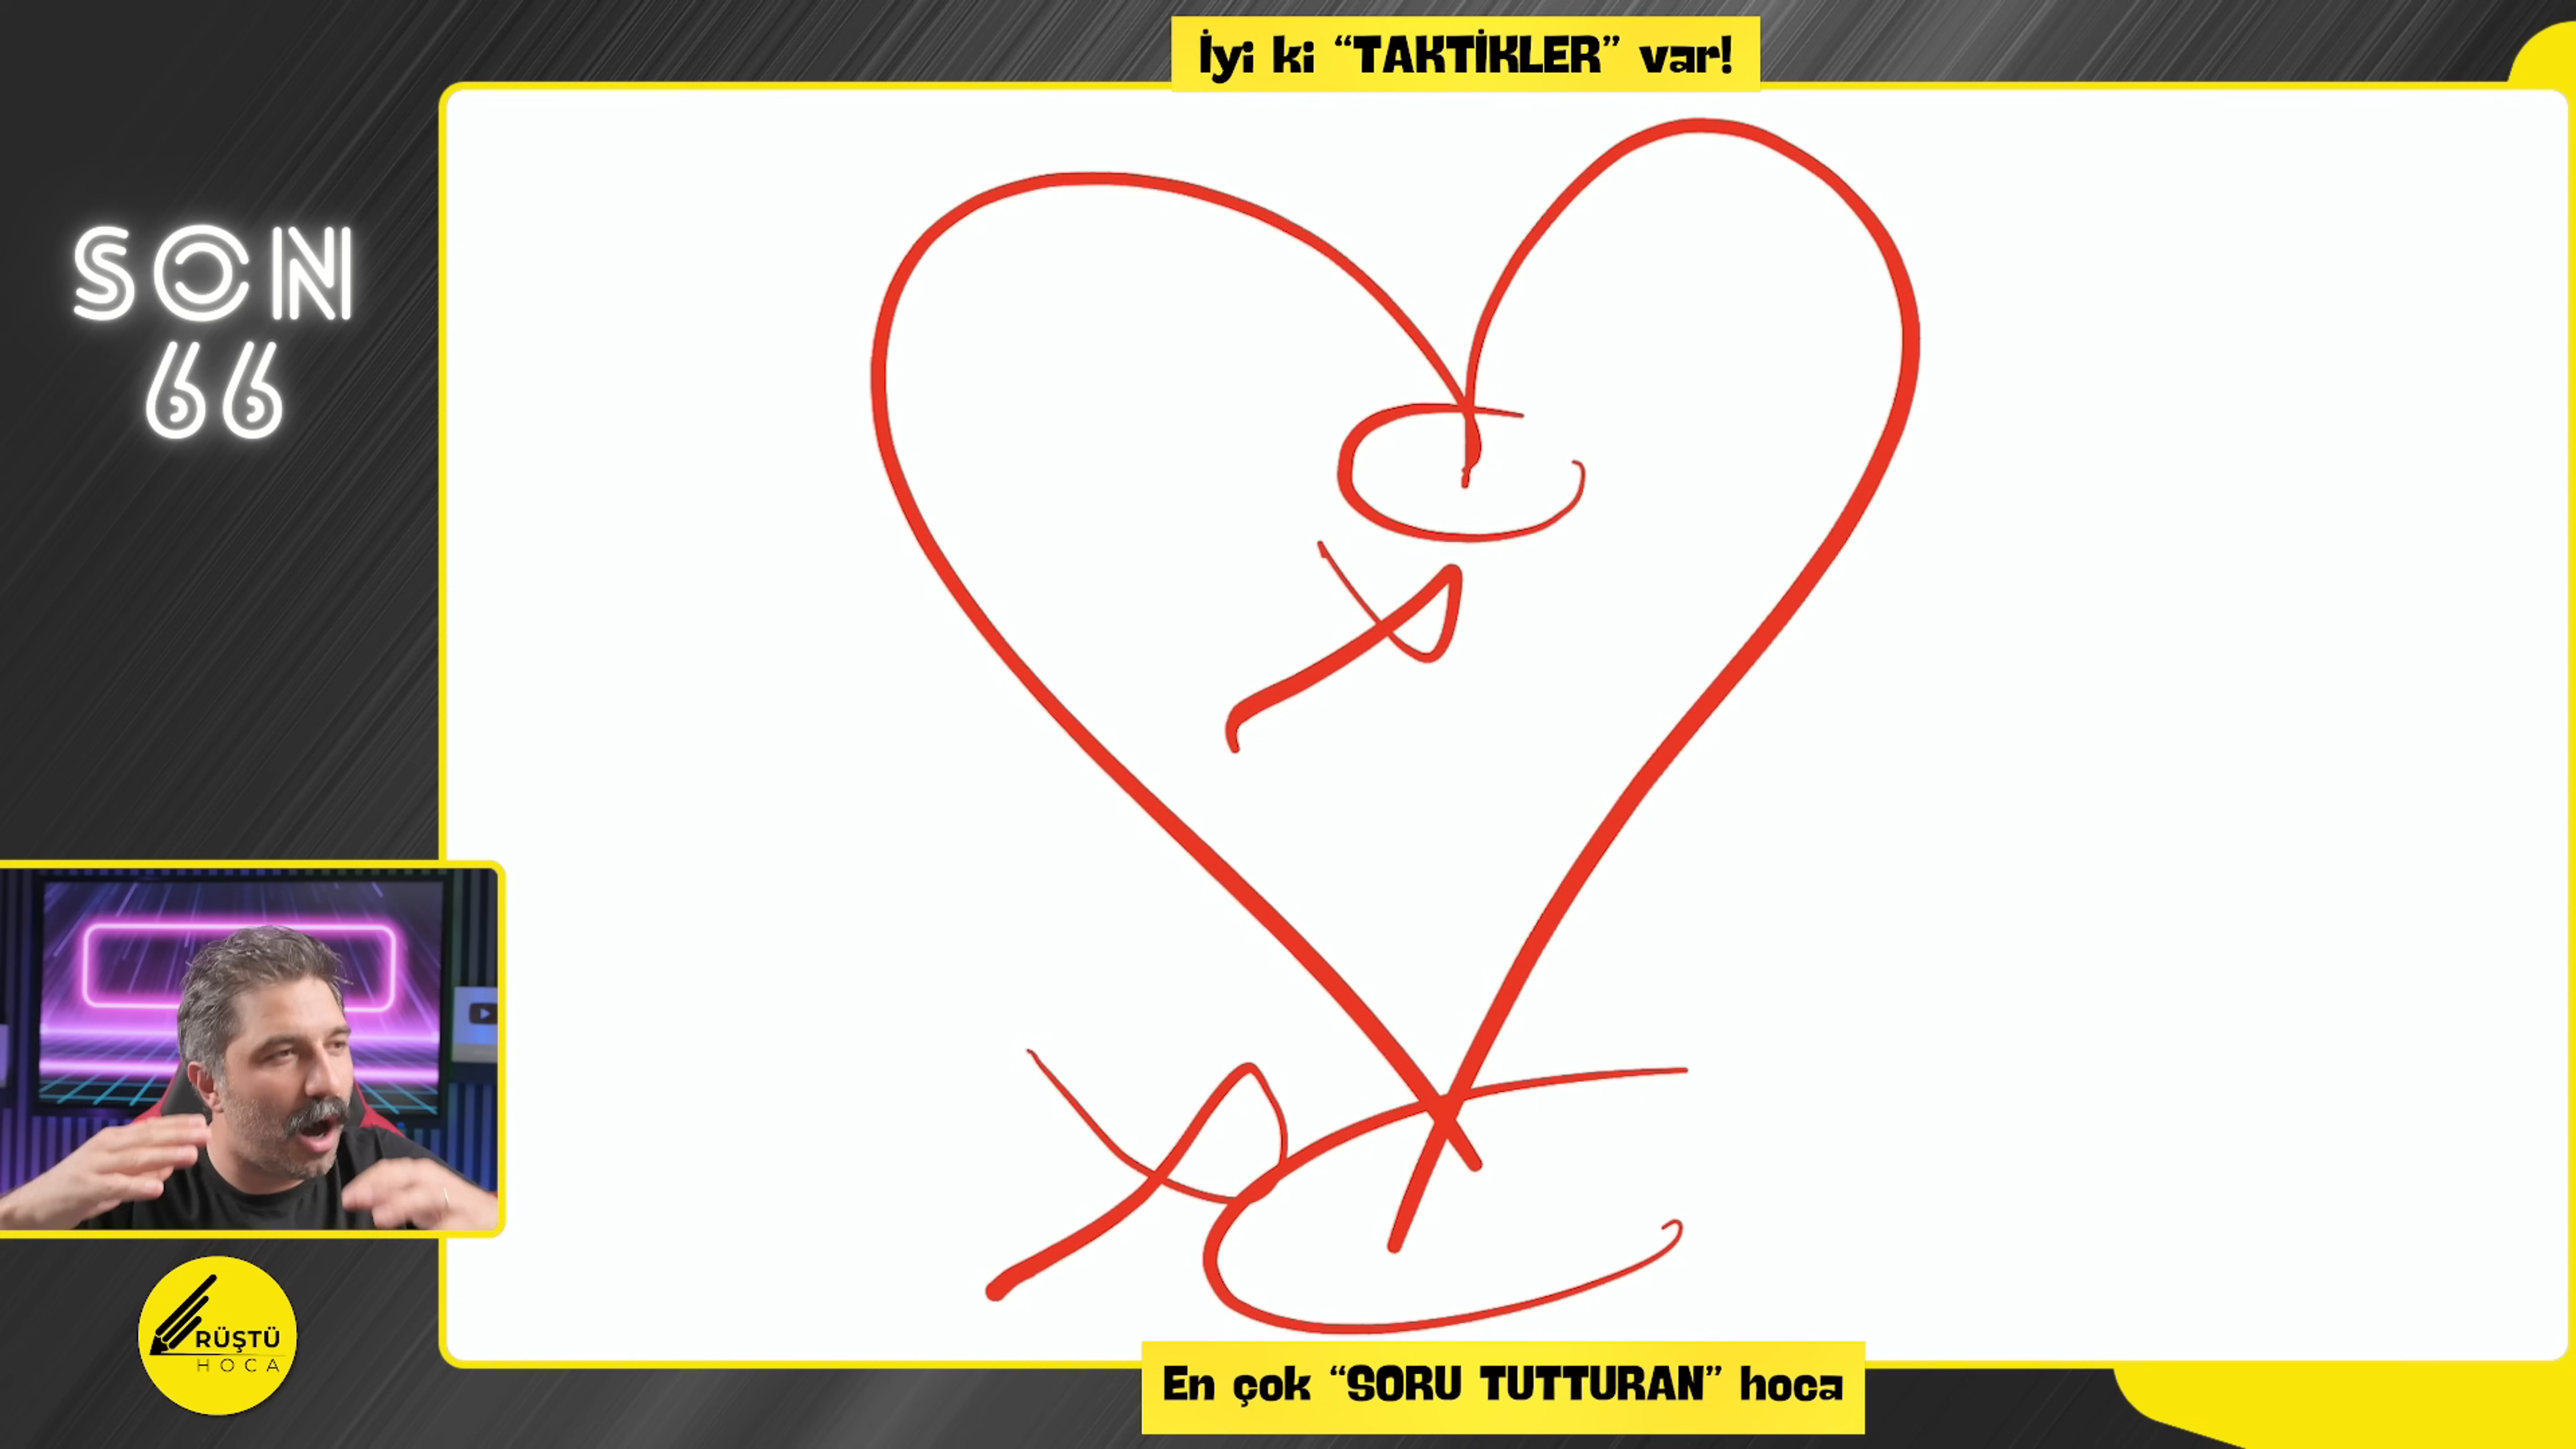 İyi ki “TAKTİKLER” var!
SON
66
RÜŞTÜ
HOCA
En çok “SORU TUTTURAN” hoca